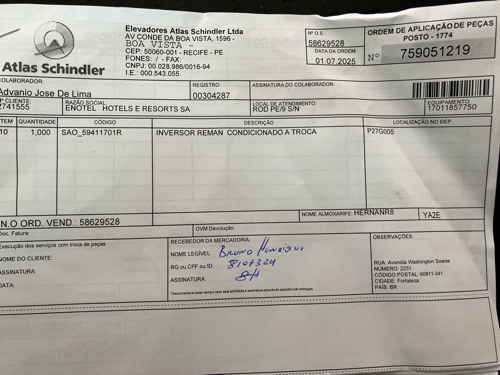 Elevadores Atlas Schindler Ltda
AV CONDE DA BOA VISTA, 1596 -
BOA VISTA -
CEP: 50060-001 - RECIFE - PE
FONES: / - FAX:
CNPJ: 00.028.986/0016-94
I.E: 000.543.055.
Atlas Schindler
Nº O S.
58629528
DATA DA ORDEM
01.07.2025
ORDEM DE APLICAÇÃO DE PEÇAS
POSTO - 1774
Nº 759051219
COLABORADOR:
Advanio Jose De Lima
REGISTRO:
00304287
ASSINATURA DO COLABORADOR:
Nº CLIENTE
2741555
RAZÃO SOCIAL
ENOTEL HOTELS E RESORTS SA
LOCAL DE ATENDIMENTO:
ROD PE/9 S/N
EQUIPAMENTO:
17011857750
ITEM QUANTIDADE CÓDIGO DESCRIÇÃO LOCALIZAÇÃO NO DEP.
10 1,000 SAO_59411701R INVERSOR REMAN CONDICIONADO A TROCA P27G005
N.O ORD. VEND.: 58629528
NOME ALMOXARIFE: HERNANR8 YA2E
Doc. Fatura:
OVM Devolução:
Execução dos serviços com troca de peças
NOME DO CLIENTE:
ASSINATURA:
DATA:
RECEBEDOR DA MERCADORIA:
NOME LEGÍVEL: Bruno Henrique
RG ou CPF ou ID:
ASSINATURA:
OBSERVAÇÕES:
RUA: Avenida Washington Soares
NÚMERO: 2251
CÓDIGO POSTAL: 60811-341
CIDADE: Fortaleza
PAÍS: BR